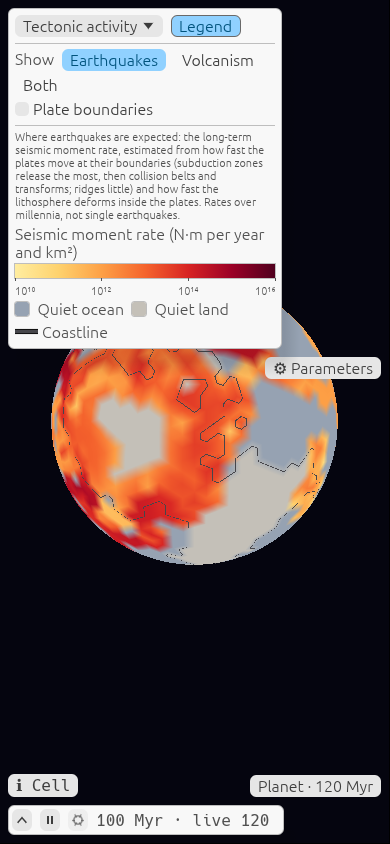 Tectonic activity ▼ Legend
Show Earthquakes Volcanism
Both
Plate boundaries
Where earthquakes are expected: the long-term
seismic moment rate, estimated from how fast the
plates move at their boundaries (subduction zones
release the most, then collision belts and
transforms; ridges little) and how fast the
lithosphere deforms inside the plates. Rates over
millennia, not single earthquakes.
Seismic moment rate (N·m per year
and km²)
10¹⁰ 10¹² 10¹⁴ 10¹⁶
Quiet ocean Quiet land
Coastline
⚙ Parameters
ℹ Cell
Planet · 120 Myr
100 Myr · live 120